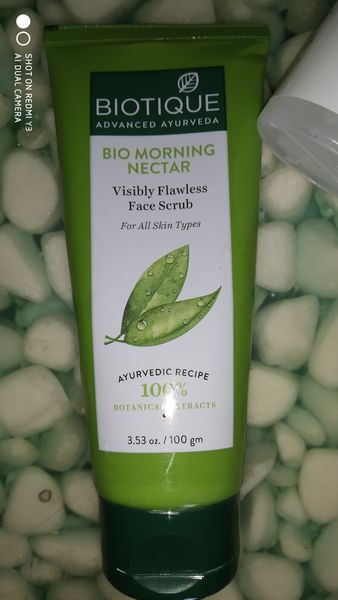 SHOT ON REDMI Y3
AI DUAL CAMERA
BIOTIQUE
ADVANCED AYURVEDA
BIO MORNING
NECTAR
Visibly Flawless
Face Scrub
For All Skin Types
AYURVEDIC RECIPE
100%
BOTANICAL EXTRACTS
3.53 oz. / 100 gm